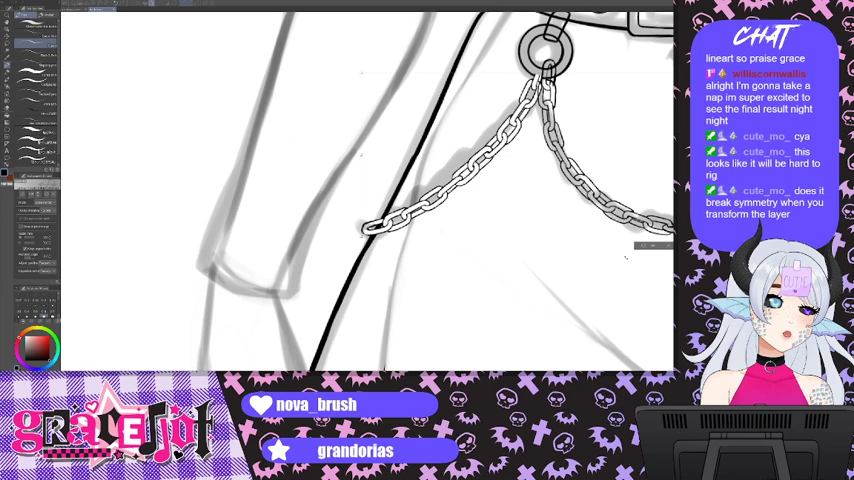 CHAT
lineart so praise grace
williscornwallis
alright I'm gonna take a
nap im super excited to
see the final result night
night
cute_mo_ cya
cute_mo_ this
looks like it will be hard to
rig
cute_mo_ does it
break symmetry when you
transform the layer
CUTIE
GRACEJiOt
nova_brush
grandorias